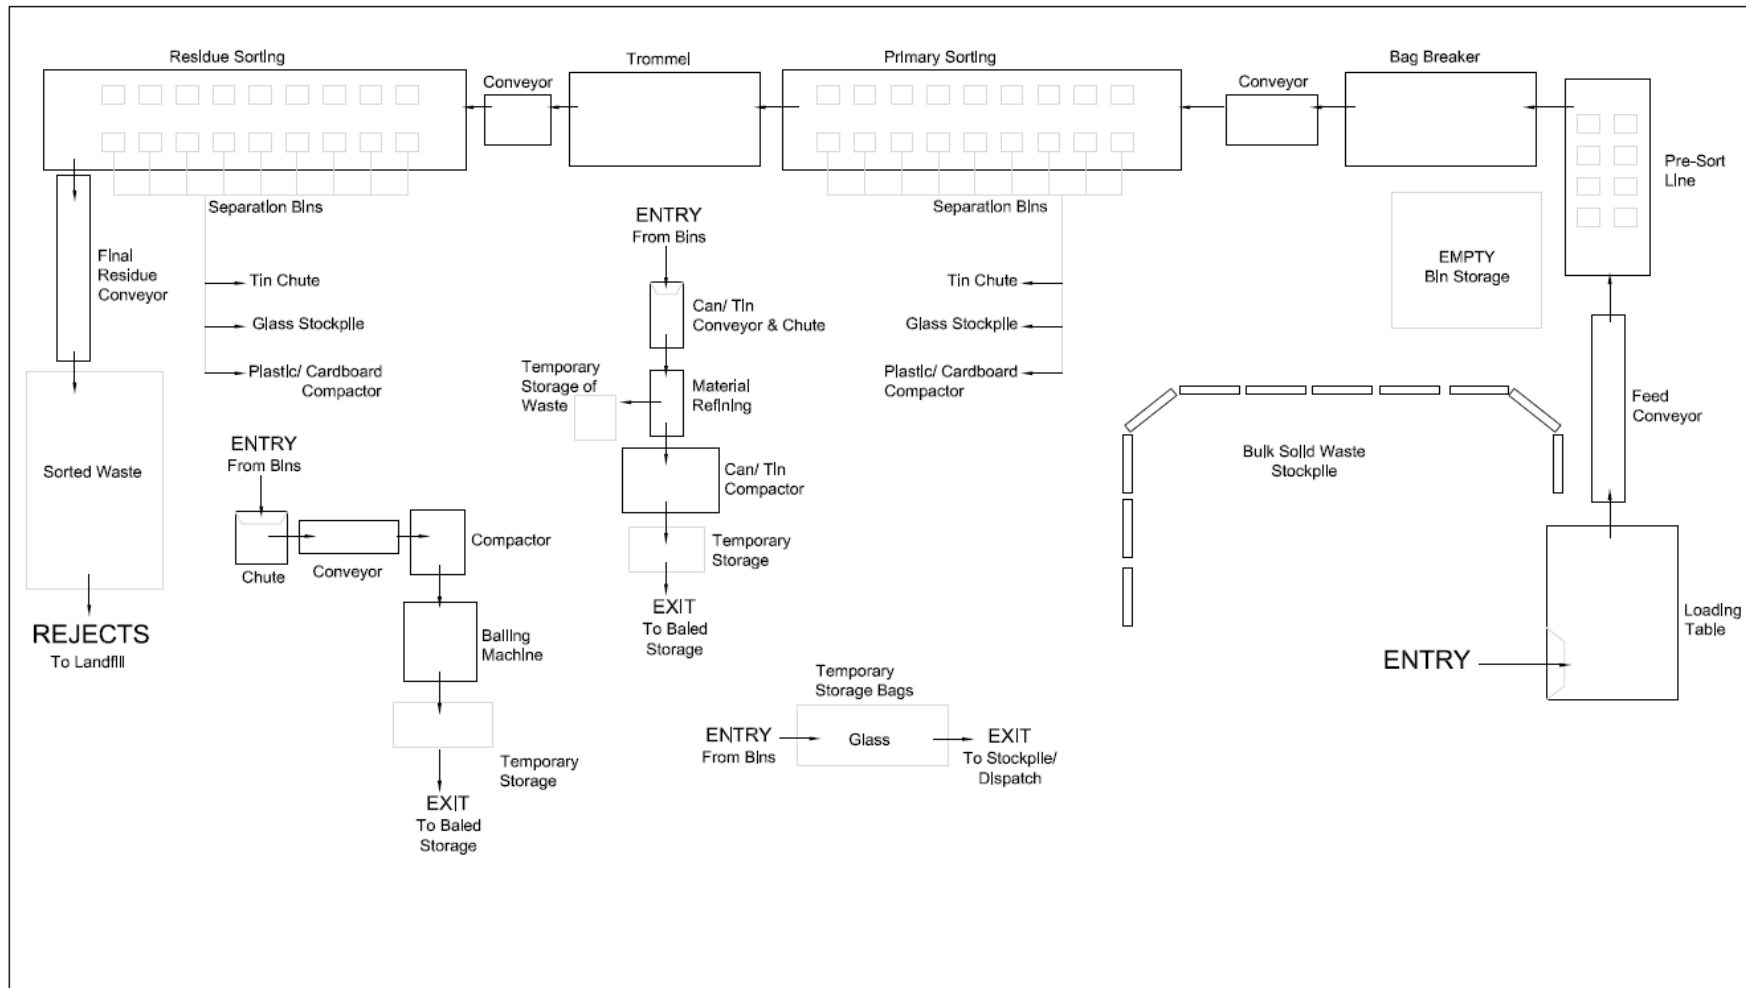 Residue Sorting
Conveyor
Trommel
Primary Sorting
Conveyor
Bag Breaker
Pre-Sort
Line
Separation Bins
Separation Bins
ENTRY
From Bins
EMPTY
Bin Storage
Final
Residue
Conveyor
Tin Chute
Glass Stockpile
Plastic/ Cardboard
Compactor
Can/ Tin
Conveyor & Chute
Tin Chute
Glass Stockpile
Plastic/ Cardboard
Compactor
Temporary
Storage of
Waste
Material
Refining
Feed
Conveyor
Sorted Waste
ENTRY
From Bins
Can/ Tin
Compactor
Bulk Solid Waste
Stockpile
Chute
Conveyor
Compactor
Temporary
Storage
REJECTS
To Landfill
Balling
Machine
EXIT
To Baled
Storage
Loading
Table
ENTRY
Temporary
Storage Bags
ENTRY
From Bins
Glass
EXIT
To Stockpile/
Dispatch
Temporary
Storage
EXIT
To Baled
Storage